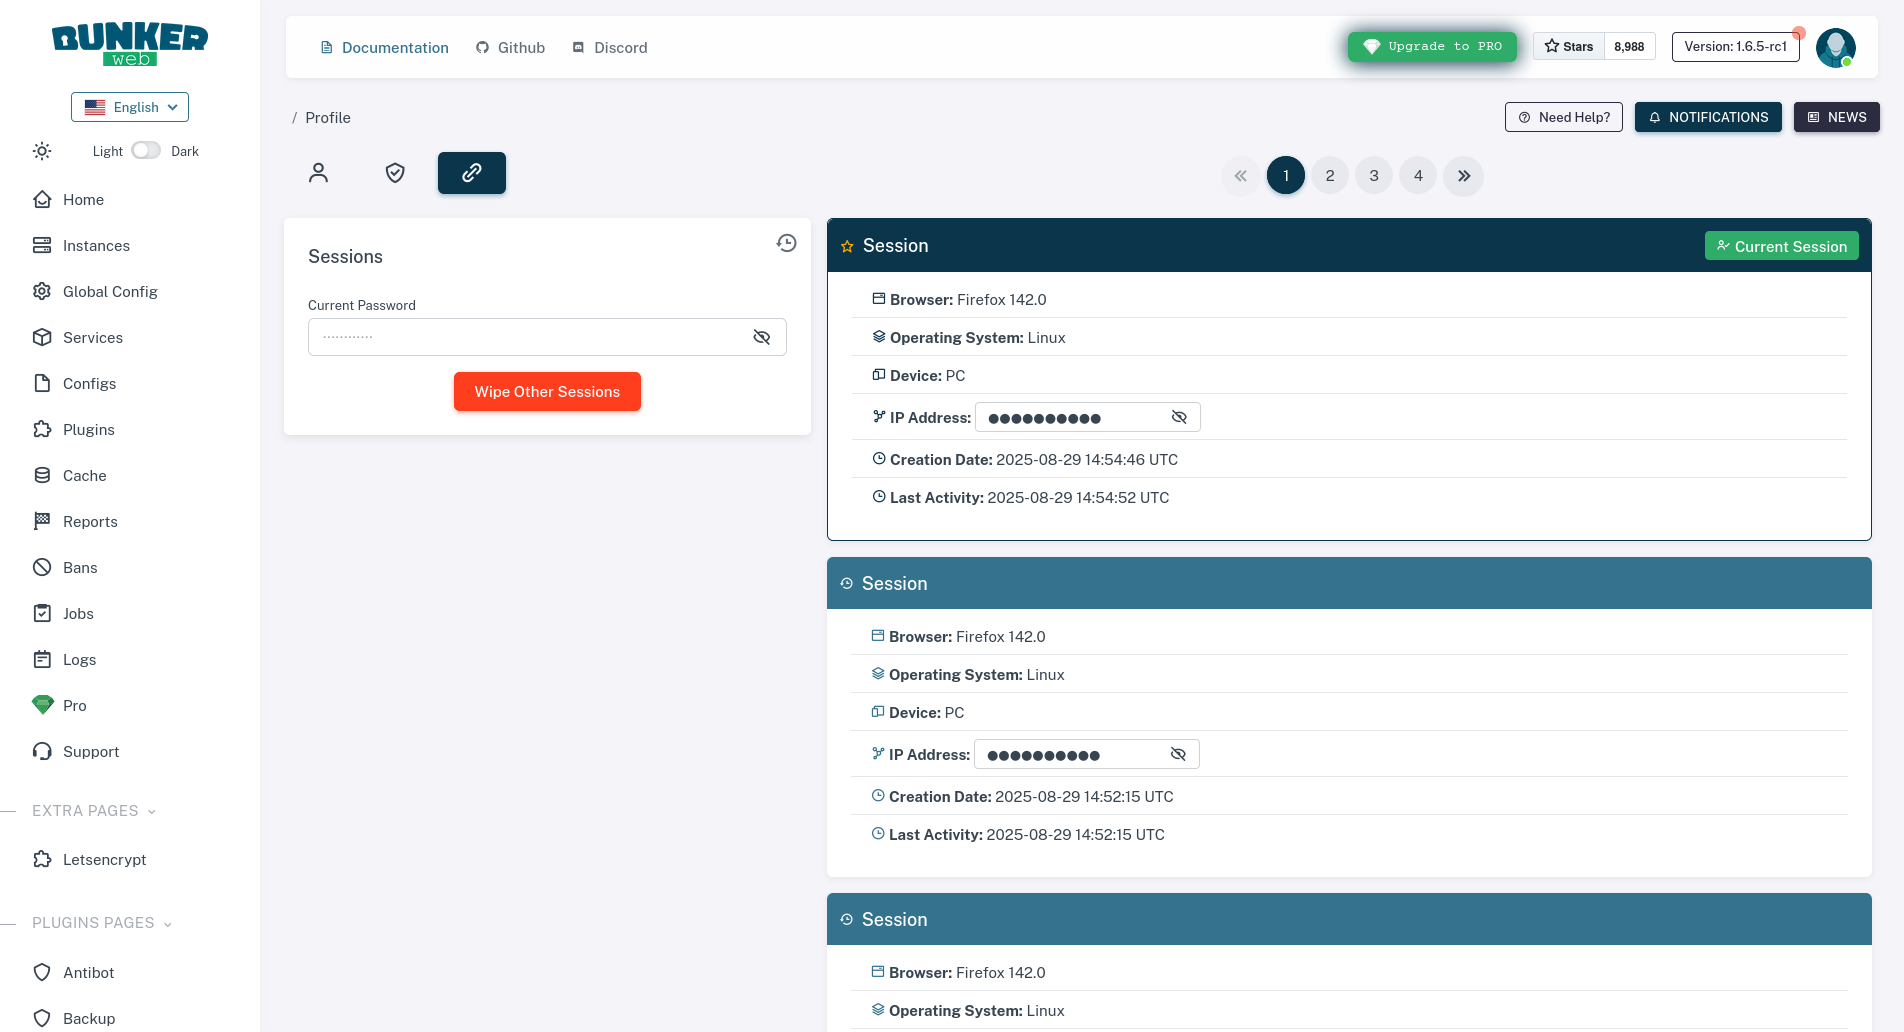 BUNKER
web
English
Light Dark
Home
Instances
Global Config
Services
Configs
Plugins
Cache
Reports
Bans
Jobs
Logs
Pro
Support
EXTRA PAGES
Letsencrypt
PLUGINS PAGES
Antibot
Backup
Documentation Github Discord
Upgrade to PRO
Stars 8,988
Version: 1.6.5-rc1
/ Profile
Need Help?
NOTIFICATIONS
NEWS
« 1 2 3 4 »
Sessions
Current Password
············
Wipe Other Sessions
Session
Current Session
Browser: Firefox 142.0
Operating System: Linux
Device: PC
IP Address: ●●●●●●●●●●
Creation Date: 2025-08-29 14:54:46 UTC
Last Activity: 2025-08-29 14:54:52 UTC
Session
Browser: Firefox 142.0
Operating System: Linux
Device: PC
IP Address: ●●●●●●●●●●
Creation Date: 2025-08-29 14:52:15 UTC
Last Activity: 2025-08-29 14:52:15 UTC
Session
Browser: Firefox 142.0
Operating System: Linux